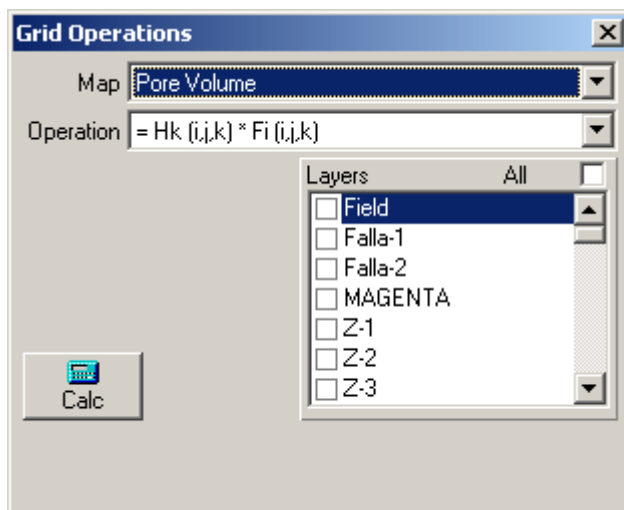 Grid Operations
Map Pore Volume
Operation = Hk (i,j,k) * Fi (i,j,k)
Layers All
Field
Falla-1
Falla-2
MAGENTA
Z-1
Z-2
Z-3
Calc